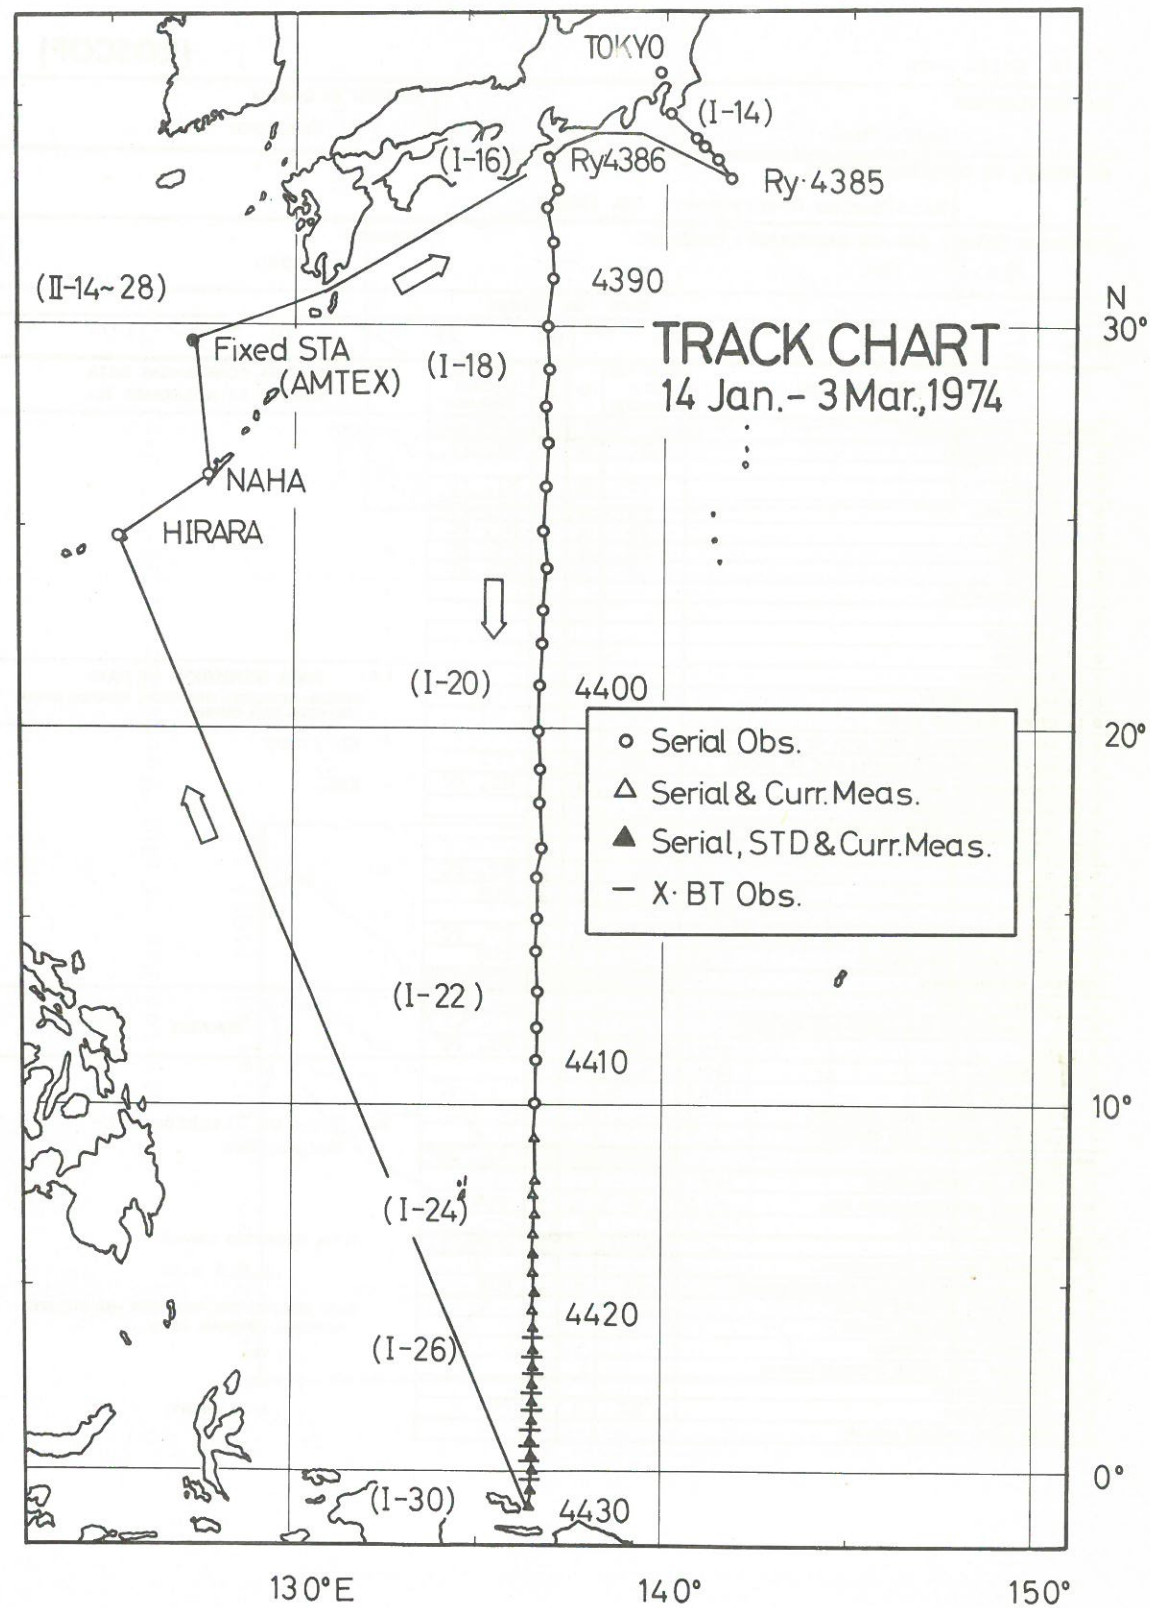 TOKYO
(I-14)
(I-16)
Ry4386
Ry·4385
(II-14~28)
4390
N
30°
Fixed STA
(AMTEX)
(I-18)
TRACK CHART
14 Jan.- 3 Mar.,1974
NAHA
HIRARA
(I-20)
4400
20°
Serial Obs.
Serial & Curr.Meas.
Serial, STD & Curr.Meas.
X·BT Obs.
(I-22)
4410
10°
(I-24)
4420
(I-26)
0°
(I-30)
4430
130°E
140°
150°